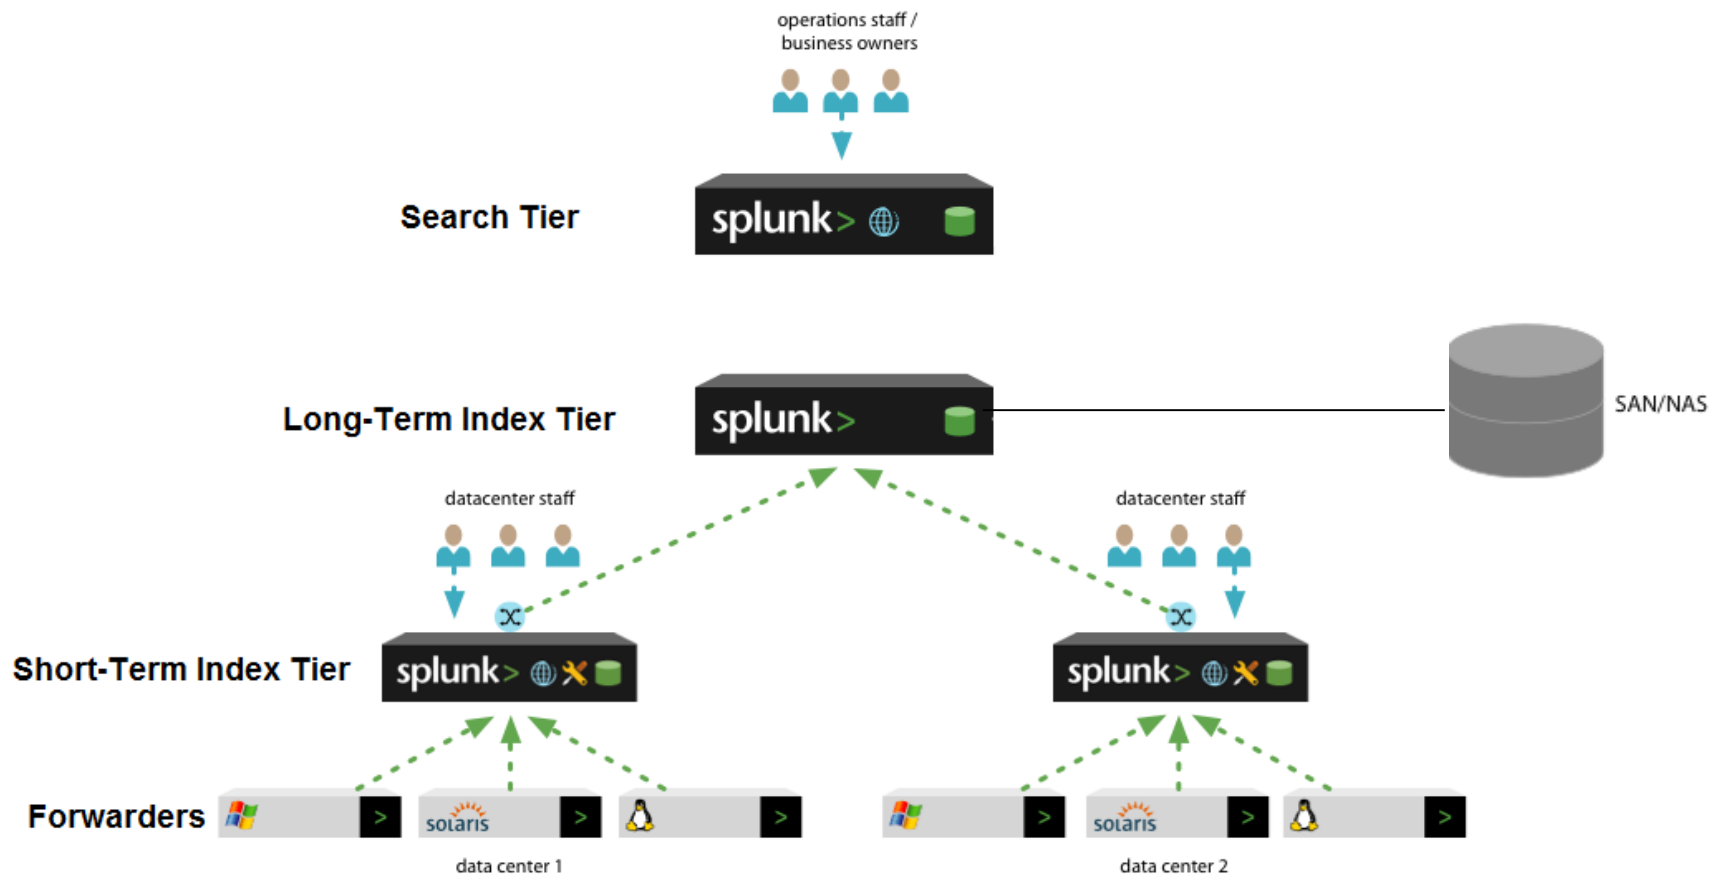 operations staff /
business owners
Search Tier
splunk>
Long-Term Index Tier
splunk>
SAN/NAS
datacenter staff
datacenter staff
Short-Term Index Tier
splunk>
splunk>
Forwarders
>
solaris
>
>
>
solaris
>
>
data center 1
data center 2